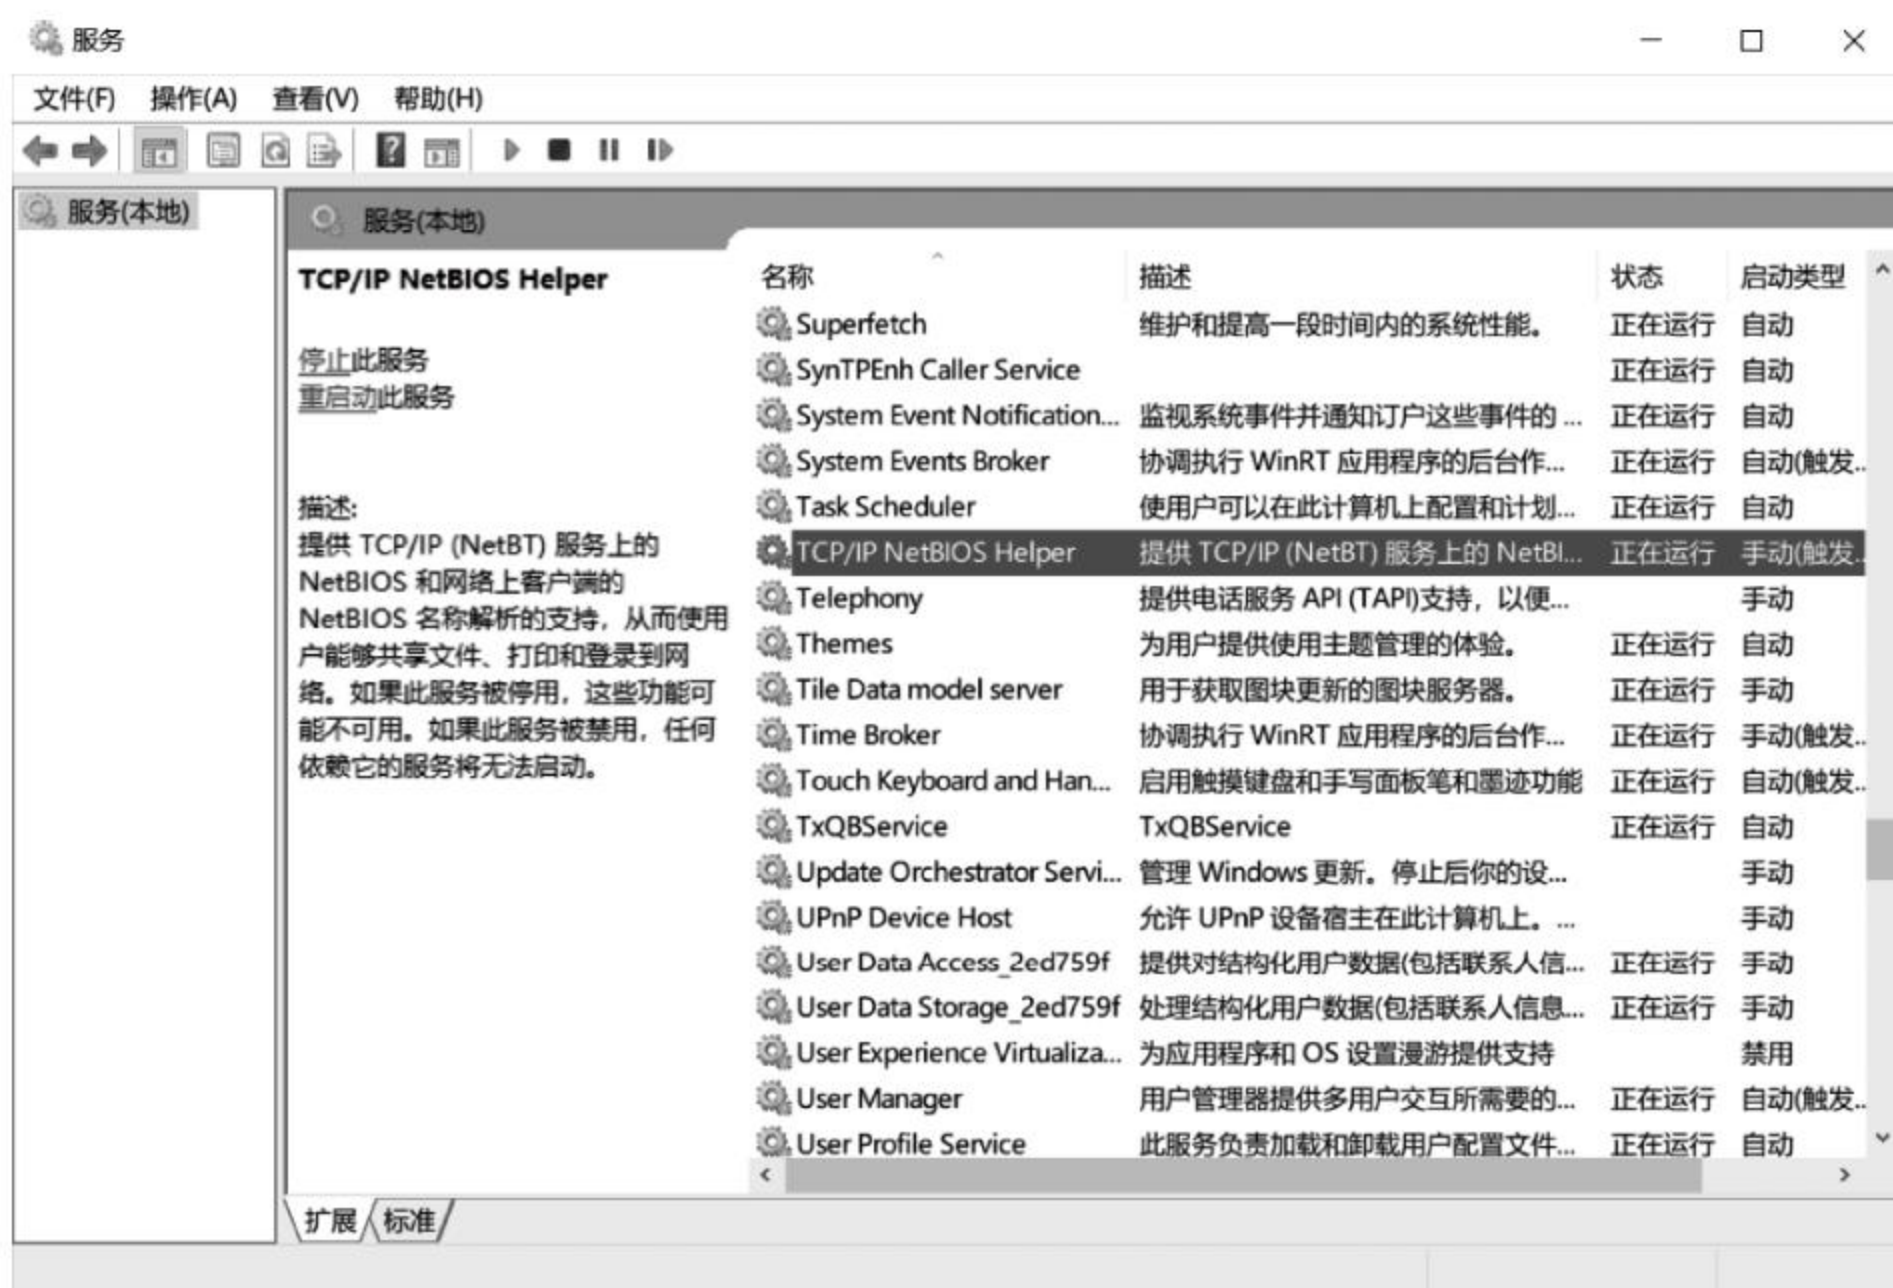 服务
文件(F) 操作(A) 查看(V) 帮助(H)
服务(本地)
服务(本地)
TCP/IP NetBIOS Helper
停止此服务
重启动此服务
描述:
提供 TCP/IP (NetBT) 服务上的
NetBIOS 和网络上客户端的
NetBIOS 名称解析的支持，从而使用
户能够共享文件、打印和登录到网
络。如果此服务被停用，这些功能可
能不可用。如果此服务被禁用，任何
依赖它的服务将无法启动。
名称 描述 状态 启动类型
Superfetch 维护和提高一段时间内的系统性能。 正在运行 自动
SynTPEnh Caller Service 正在运行 自动
System Event Notification... 监视系统事件并通知订户这些事件的 ... 正在运行 自动
System Events Broker 协调执行 WinRT 应用程序的后台作... 正在运行 自动(触发...
Task Scheduler 使用户可以在此计算机上配置和计划... 正在运行 自动
TCP/IP NetBIOS Helper 提供 TCP/IP (NetBT) 服务上的 NetBI... 正在运行 手动(触发...
Telephony 提供电话服务 API (TAPI)支持，以便... 手动
Themes 为用户提供使用主题管理的体验。 正在运行 自动
Tile Data model server 用于获取图块更新的图块服务器。 正在运行 手动
Time Broker 协调执行 WinRT 应用程序的后台作... 正在运行 手动(触发...
Touch Keyboard and Han... 启用触摸键盘和手写面板笔和墨迹功能 正在运行 自动(触发...
TxQBService TxQBService 正在运行 自动
Update Orchestrator Servi... 管理 Windows 更新。停止后你的设... 手动
UPnP Device Host 允许 UPnP 设备宿主在此计算机上。... 手动
User Data Access_2ed759f 提供对结构化用户数据(包括联系人信... 正在运行 手动
User Data Storage_2ed759f 处理结构化用户数据(包括联系人信息... 正在运行 手动
User Experience Virtualiza... 为应用程序和 OS 设置漫游提供支持 禁用
User Manager 用户管理器提供多用户交互所需要的... 正在运行 自动(触发...
User Profile Service 此服务负责加载和卸载用户配置文件... 正在运行 自动
扩展 标准